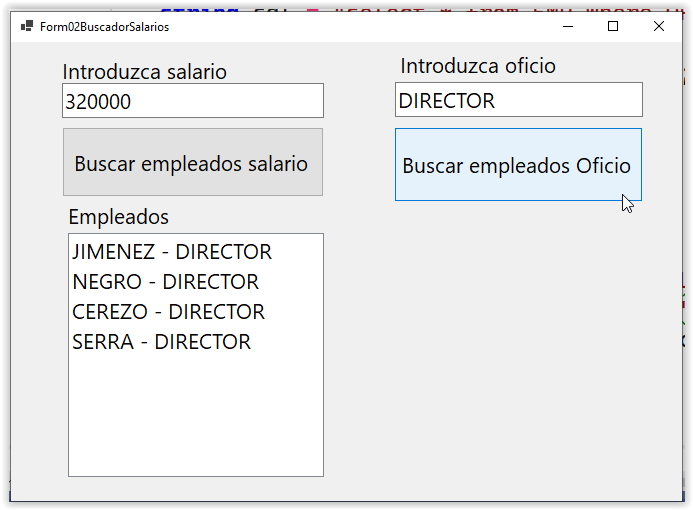 Form02BuscadorSalarios
Introduzca salario
320000
Buscar empleados salario
Introduzca oficio
DIRECTOR
Buscar empleados Oficio
Empleados
JIMENEZ - DIRECTOR
NEGRO - DIRECTOR
CEREZO - DIRECTOR
SERRA - DIRECTOR